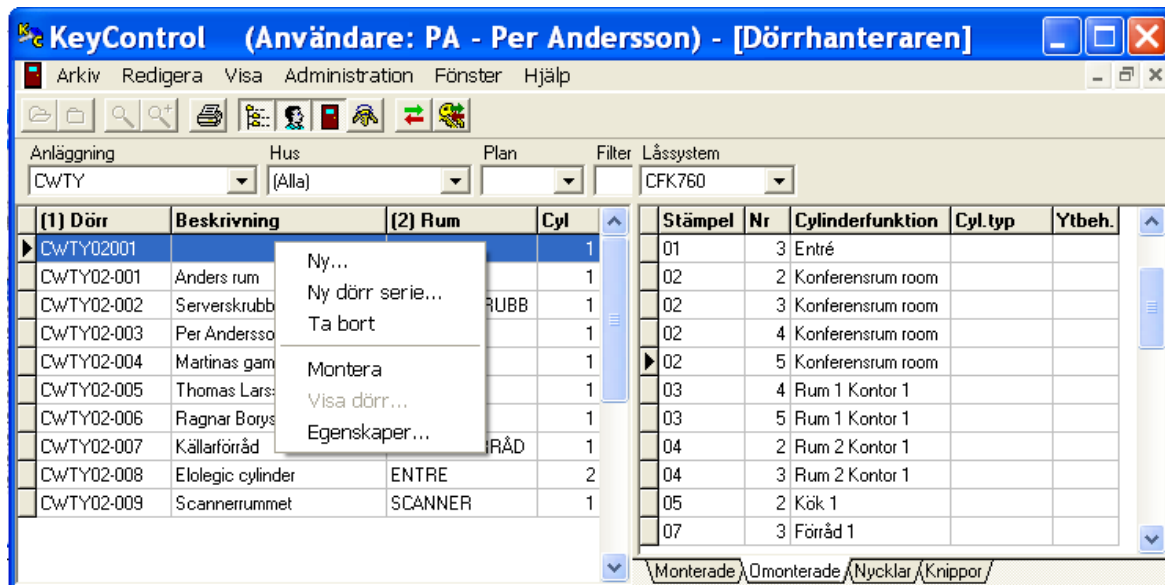 KeyControl (Användare: PA - Per Andersson) - [Dörrhanteraren]
Arkiv Redigera Visa Administration Fönster Hjälp
Anläggning Hus Plan Filter Låssystem
CWTY (Alla) CFK760
(1) Dörr Beskrivning (2) Rum Cyl
CWTY02001 1
CWTY02-001 Anders rum 1
CWTY02-002 Serverskrubb RUBB 1
CWTY02-003 Per Andersso 1
CWTY02-004 Martinas gam 1
CWTY02-005 Thomas Lars 1
CWTY02-006 Ragnar Borys 1
CWTY02-007 Källarförråd RÅD 1
CWTY02-008 Elolegic cylinder ENTRE 2
CWTY02-009 Scannerrummet SCANNER 1
Ny...
Ny dörr serie...
Ta bort
Montera
Visa dörr...
Egenskaper...
Stämpel Nr Cylinderfunktion Cyl.typ Ytbeh.
01 3 Entré
02 2 Konferensrum room
02 3 Konferensrum room
02 4 Konferensrum room
02 5 Konferensrum room
03 4 Rum 1 Kontor 1
03 5 Rum 1 Kontor 1
04 2 Rum 2 Kontor 1
04 3 Rum 2 Kontor 1
05 2 Kök 1
07 3 Förråd 1
Monterade Omonterade Nycklar Knippor